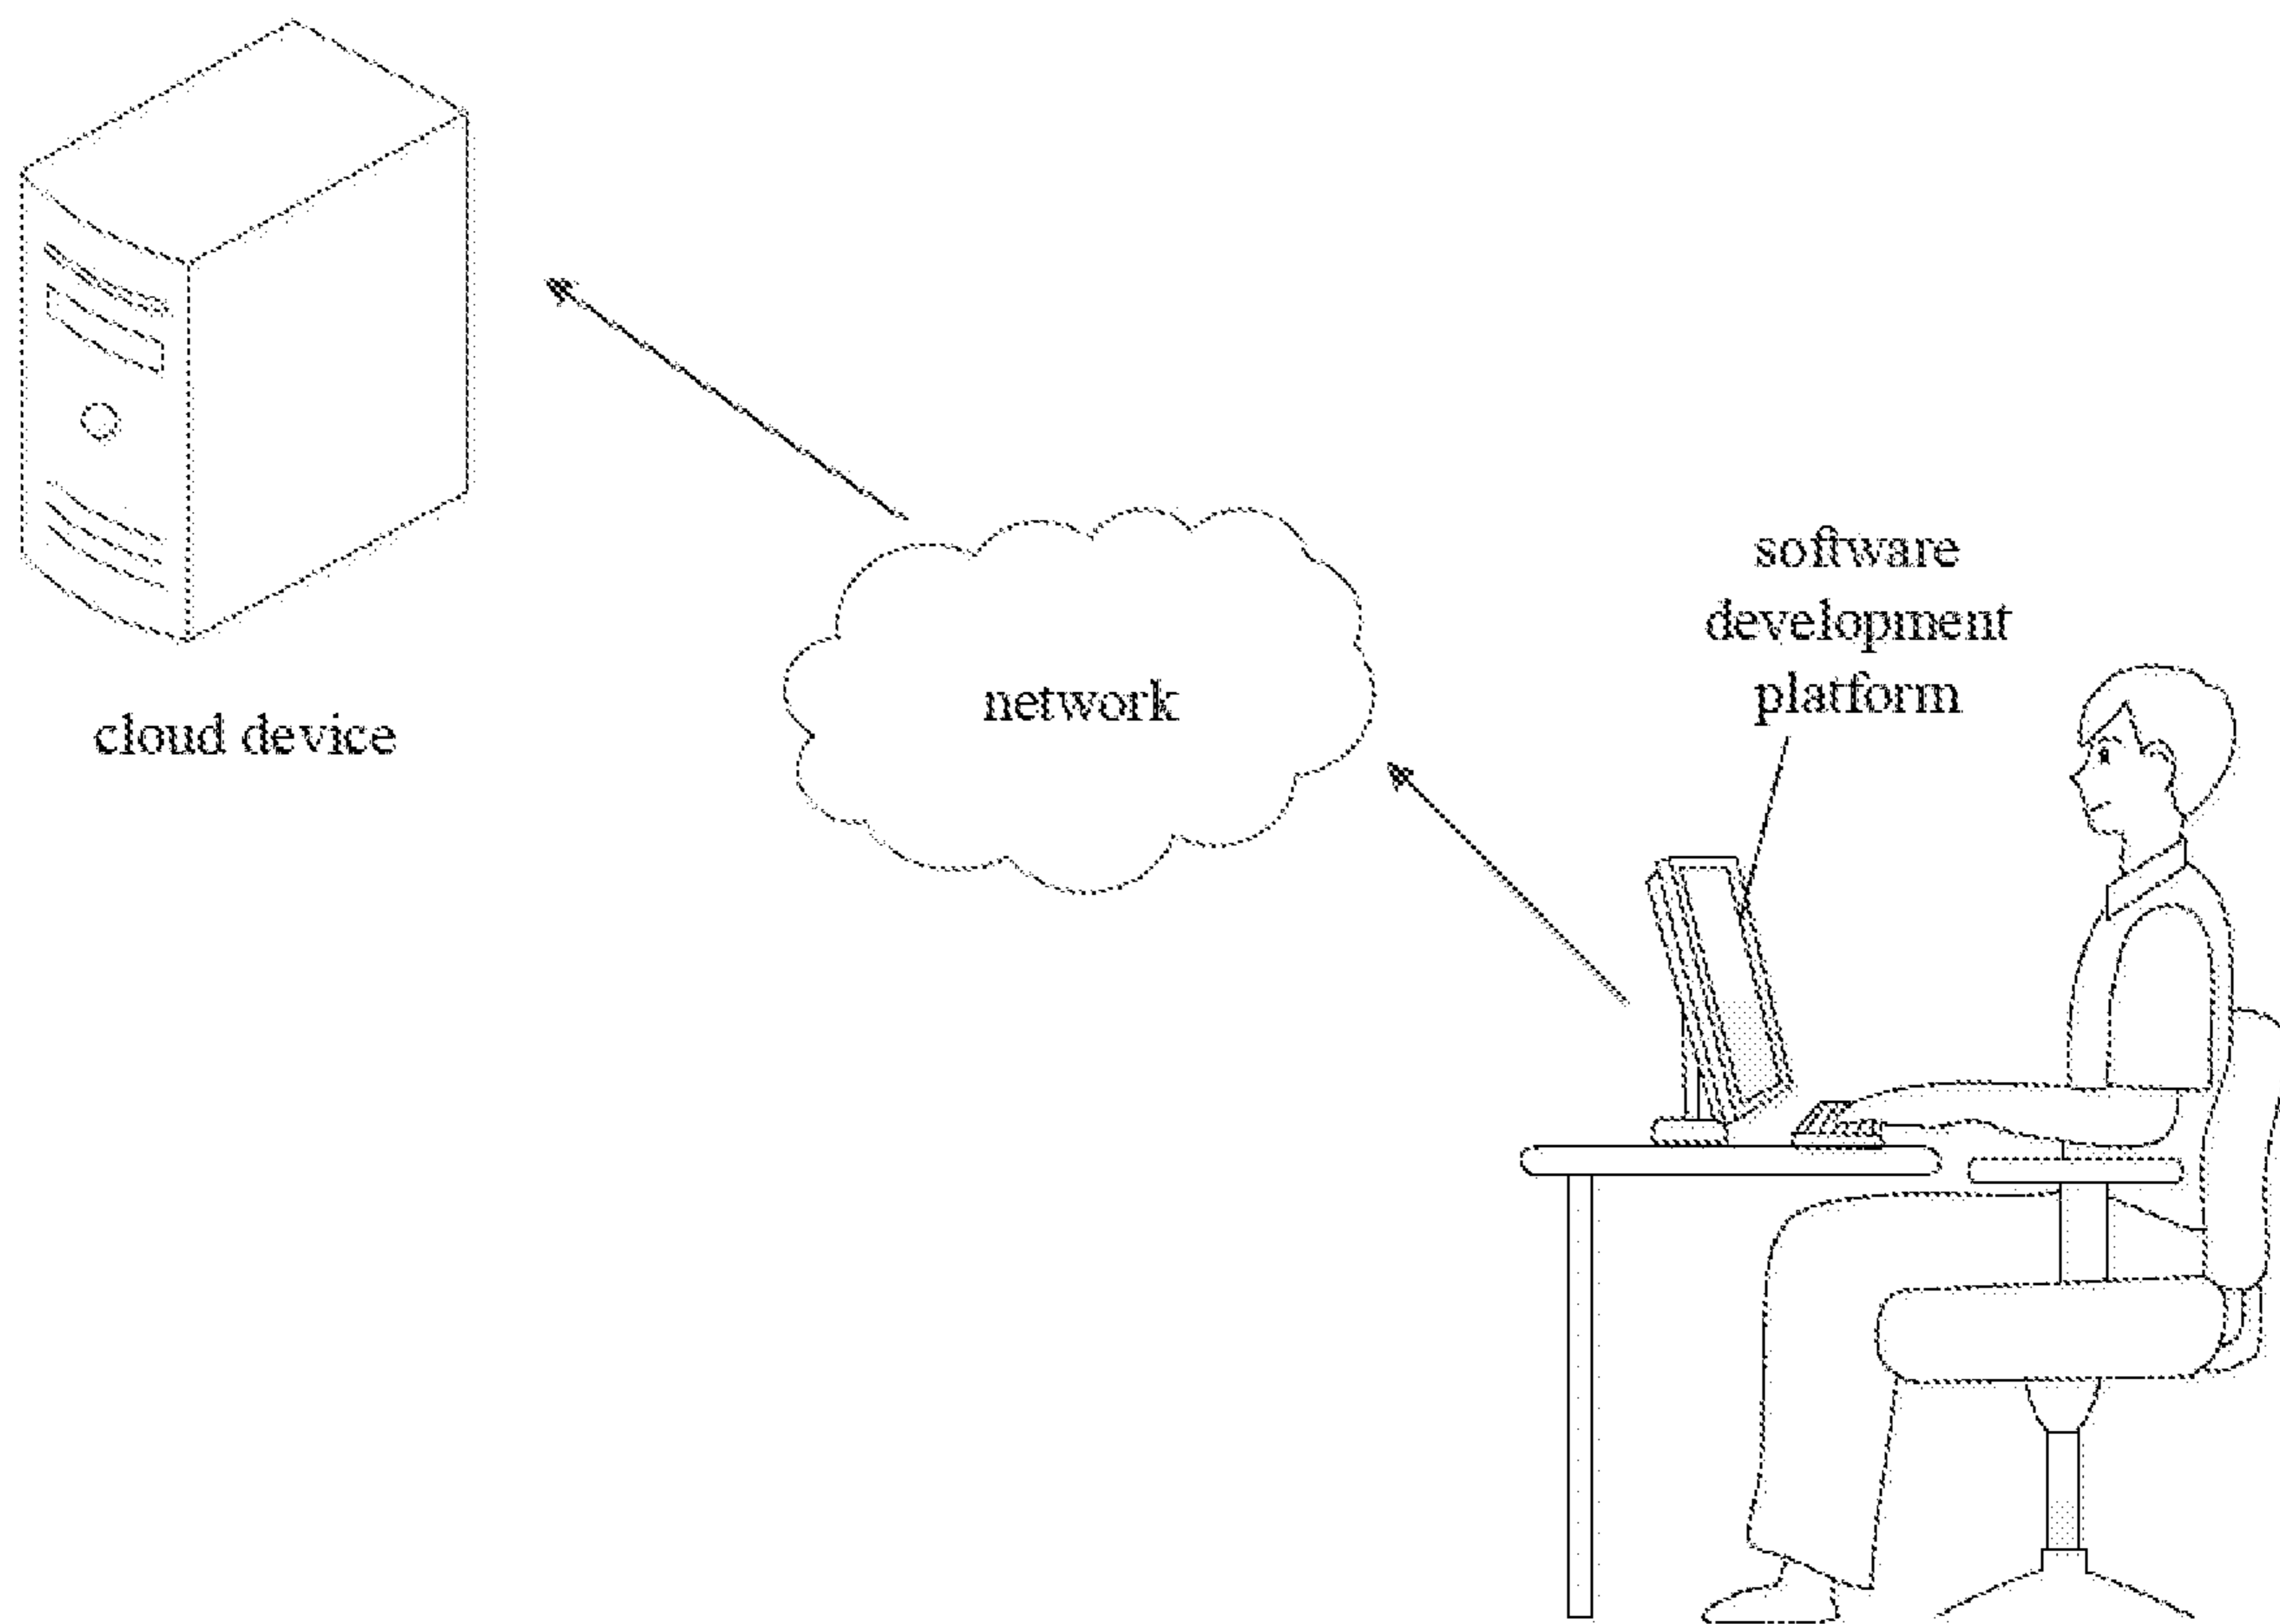 cloud device
network
software
development
platform